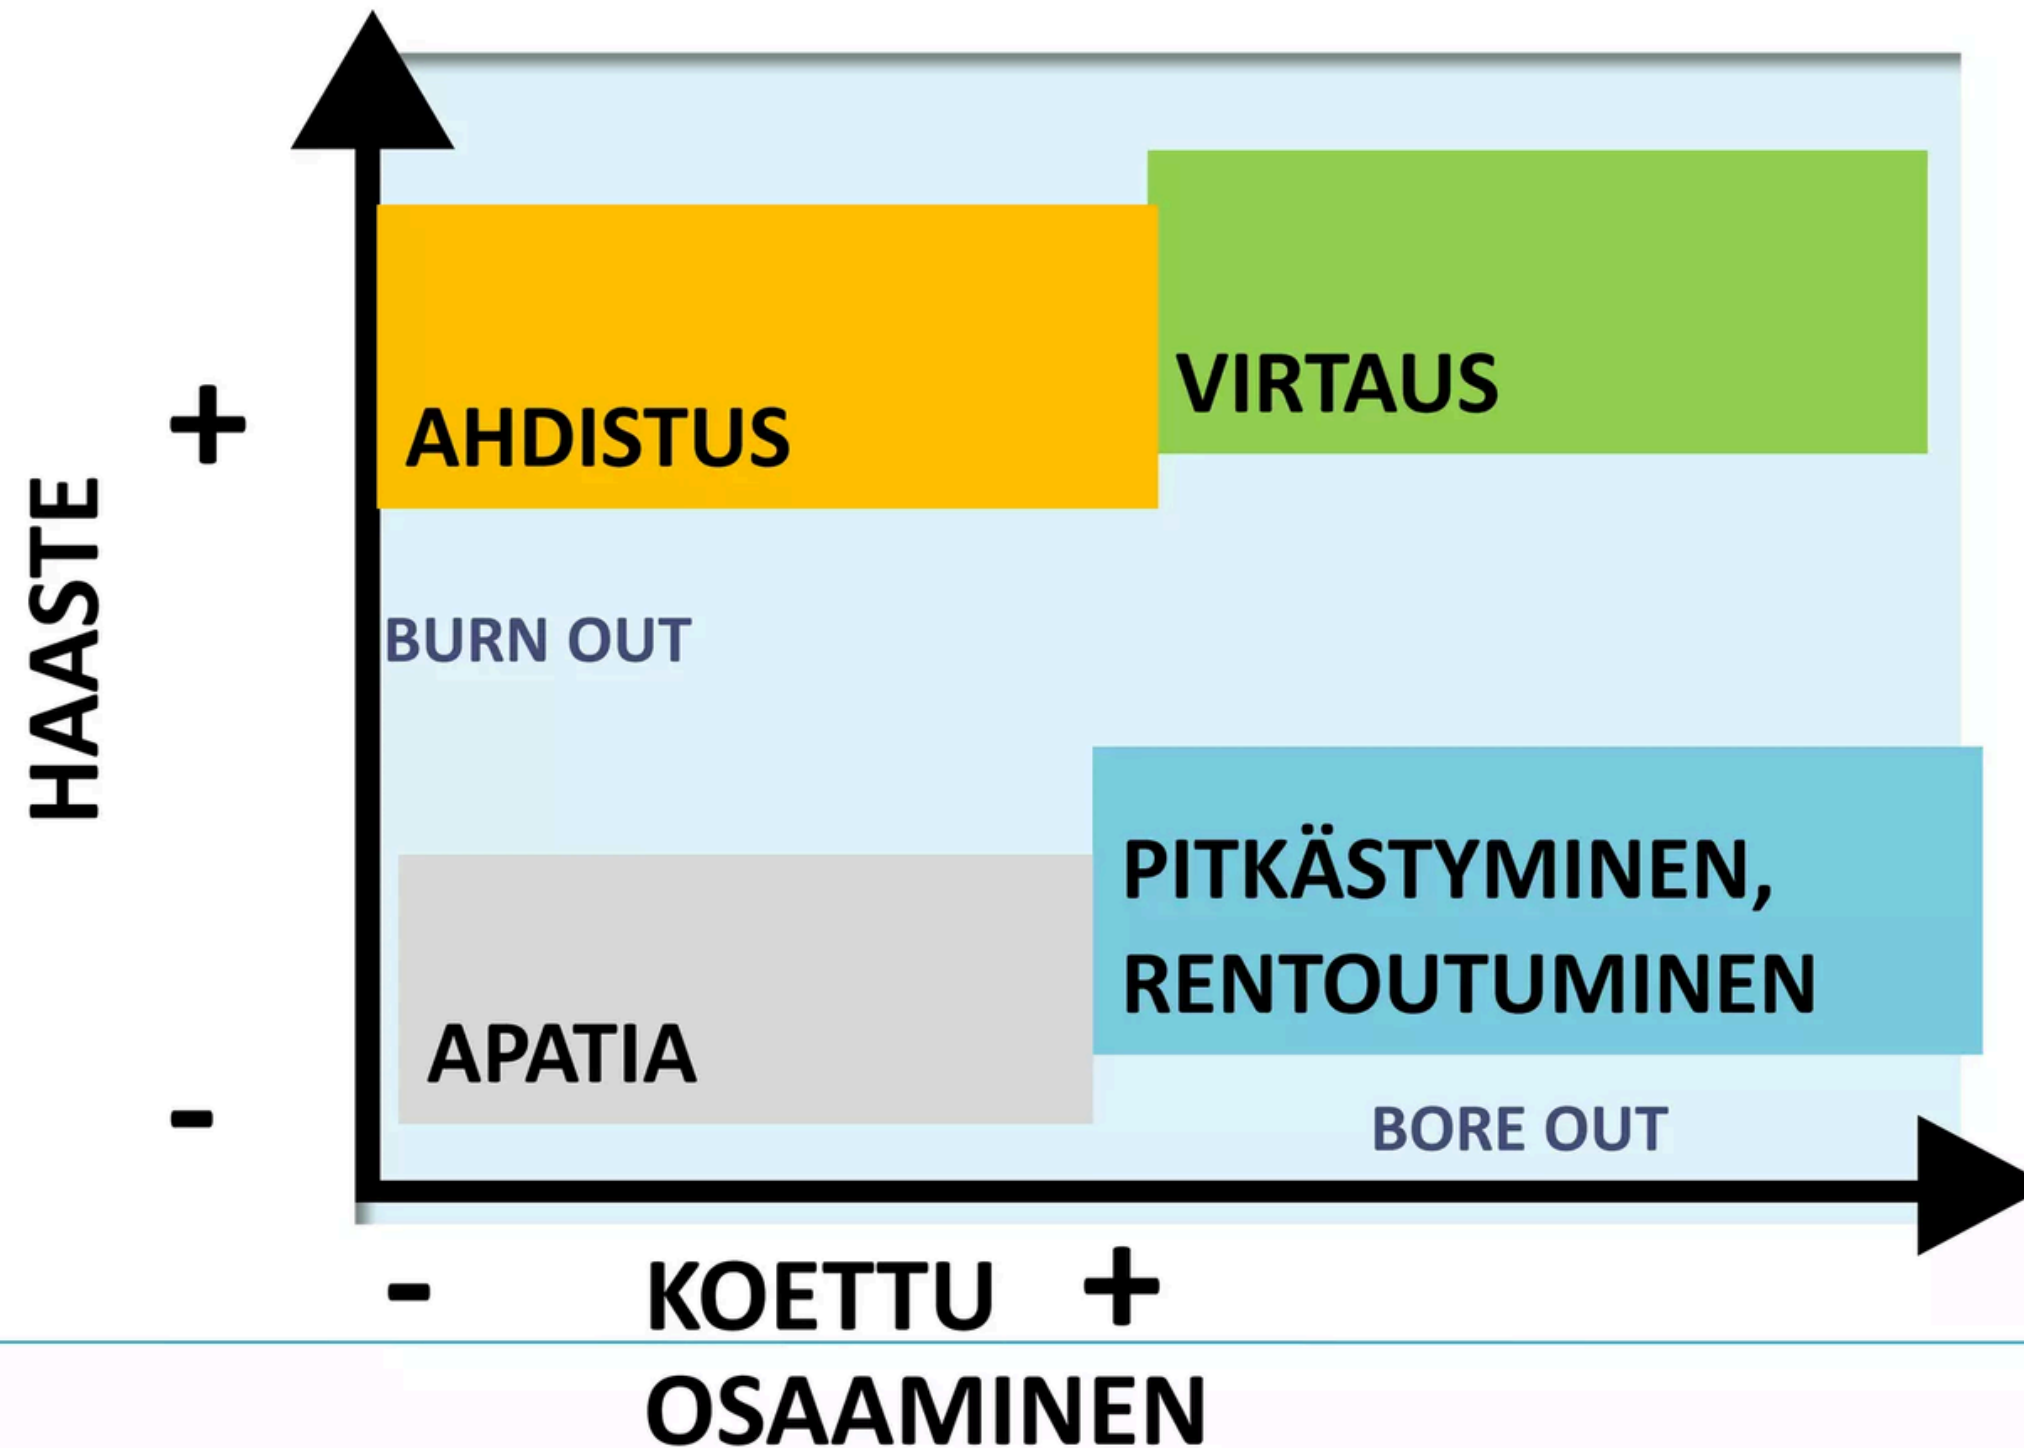 VIRTAUS
AHDISTUS
+
HAASTE
BURN OUT
PITKÄSTYMINEN,
RENTOUTUMINEN
APATIA
-
BORE OUT
- KOETTU +
OSAAMINEN